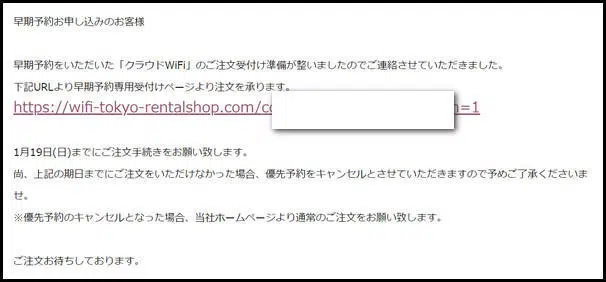 早期予約お申し込みのお客様
早期予約をいただいた「クラウドWiFi」のご注文受付け準備が整いましたのでご連絡させていただきました。
下記URLより早期予約専用受付けページより注文を承ります。
https://wifi-tokyo-rentalshop.com/co n=1
1月19日(日)までにご注文手続きをお願い致します。
尚、上記の期日までにご注文をいただけなかった場合、優先予約をキャンセルとさせていただきますので予めご了承くださいま
せ。
※優先予約のキャンセルとなった場合、当社ホームページより通常のご注文をお願い致します。
ご注文お待ちしております。